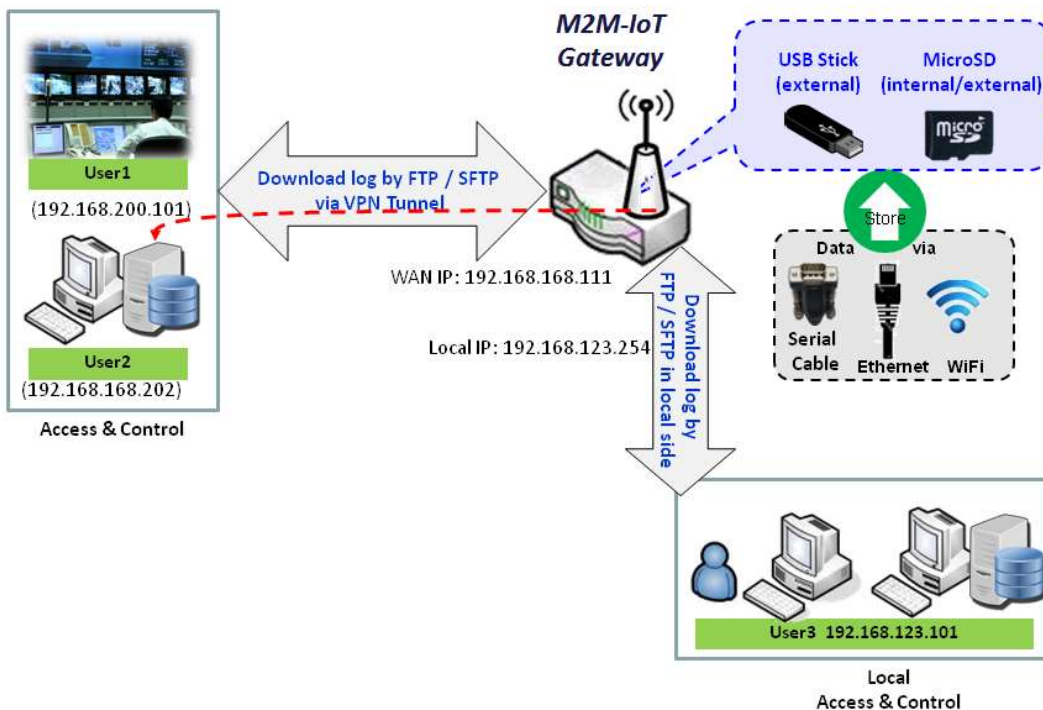 M2M-IoT
Gateway
USB Stick
(external)
MicroSD
(internal/external)
micro
SD
User1
(192.168.200.101)
Download log by FTP / SFTP
via VPN Tunnel
Store
Data via
WAN IP: 192.168.168.111
Serial
Cable
Ethernet
WiFi
Local IP: 192.168.123.254
Download log by
FTP / SFTP in local side
User2
(192.168.168.202)
Access & Control
User3 192.168.123.101
Local
Access & Control